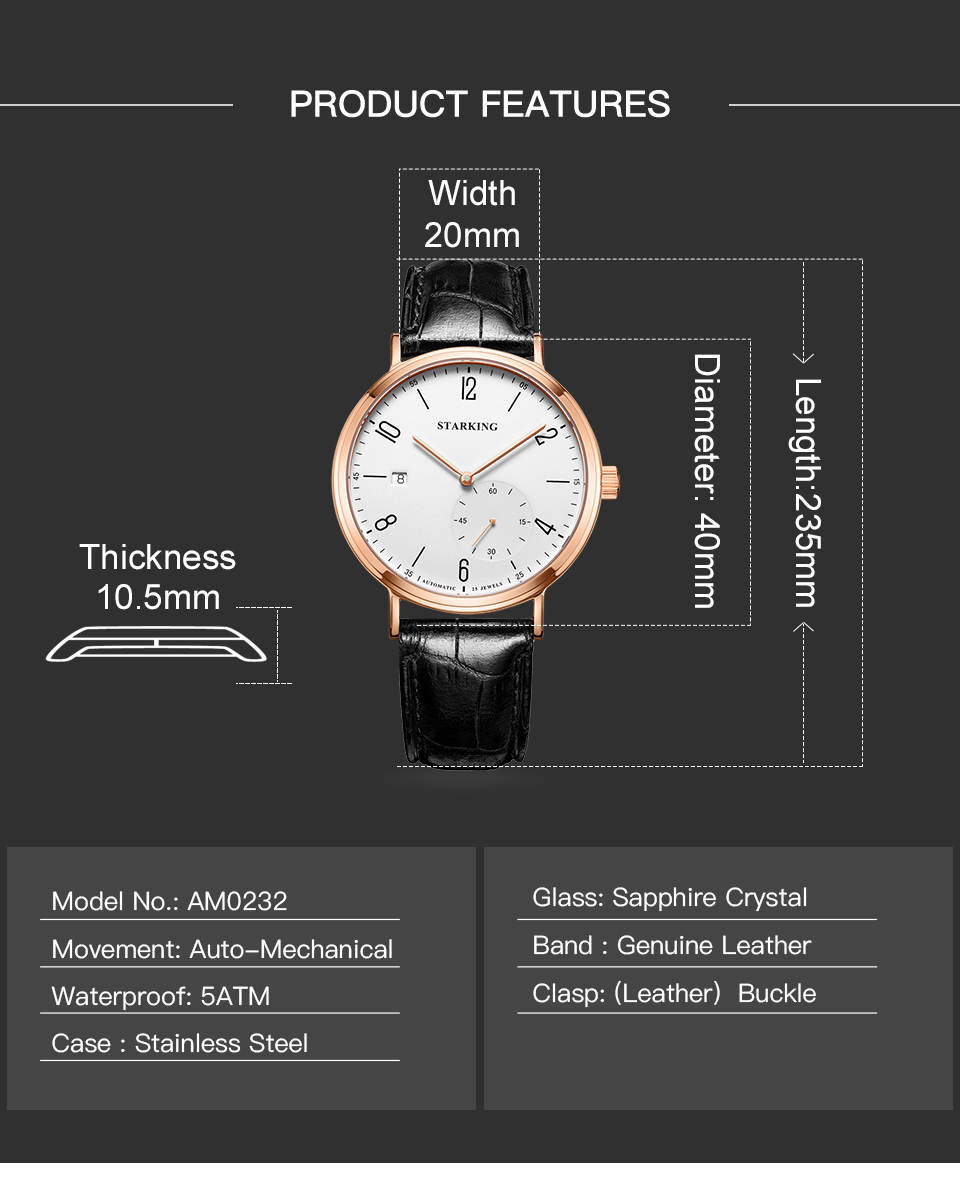 PRODUCT FEATURES
Width
20mm
Diameter: 40mm
Length:235mm
12
55
05
STARKING
10
2
45
8
60
15
45
15
8
4
30
6
35
25
AUTOMATIC
25 JEWELS
Thickness
10.5mm
Model No.: AM0232
Movement: Auto-Mechanical
Waterproof: 5ATM
Case : Stainless Steel
Glass: Sapphire Crystal
Band : Genuine Leather
Clasp: (Leather) Buckle